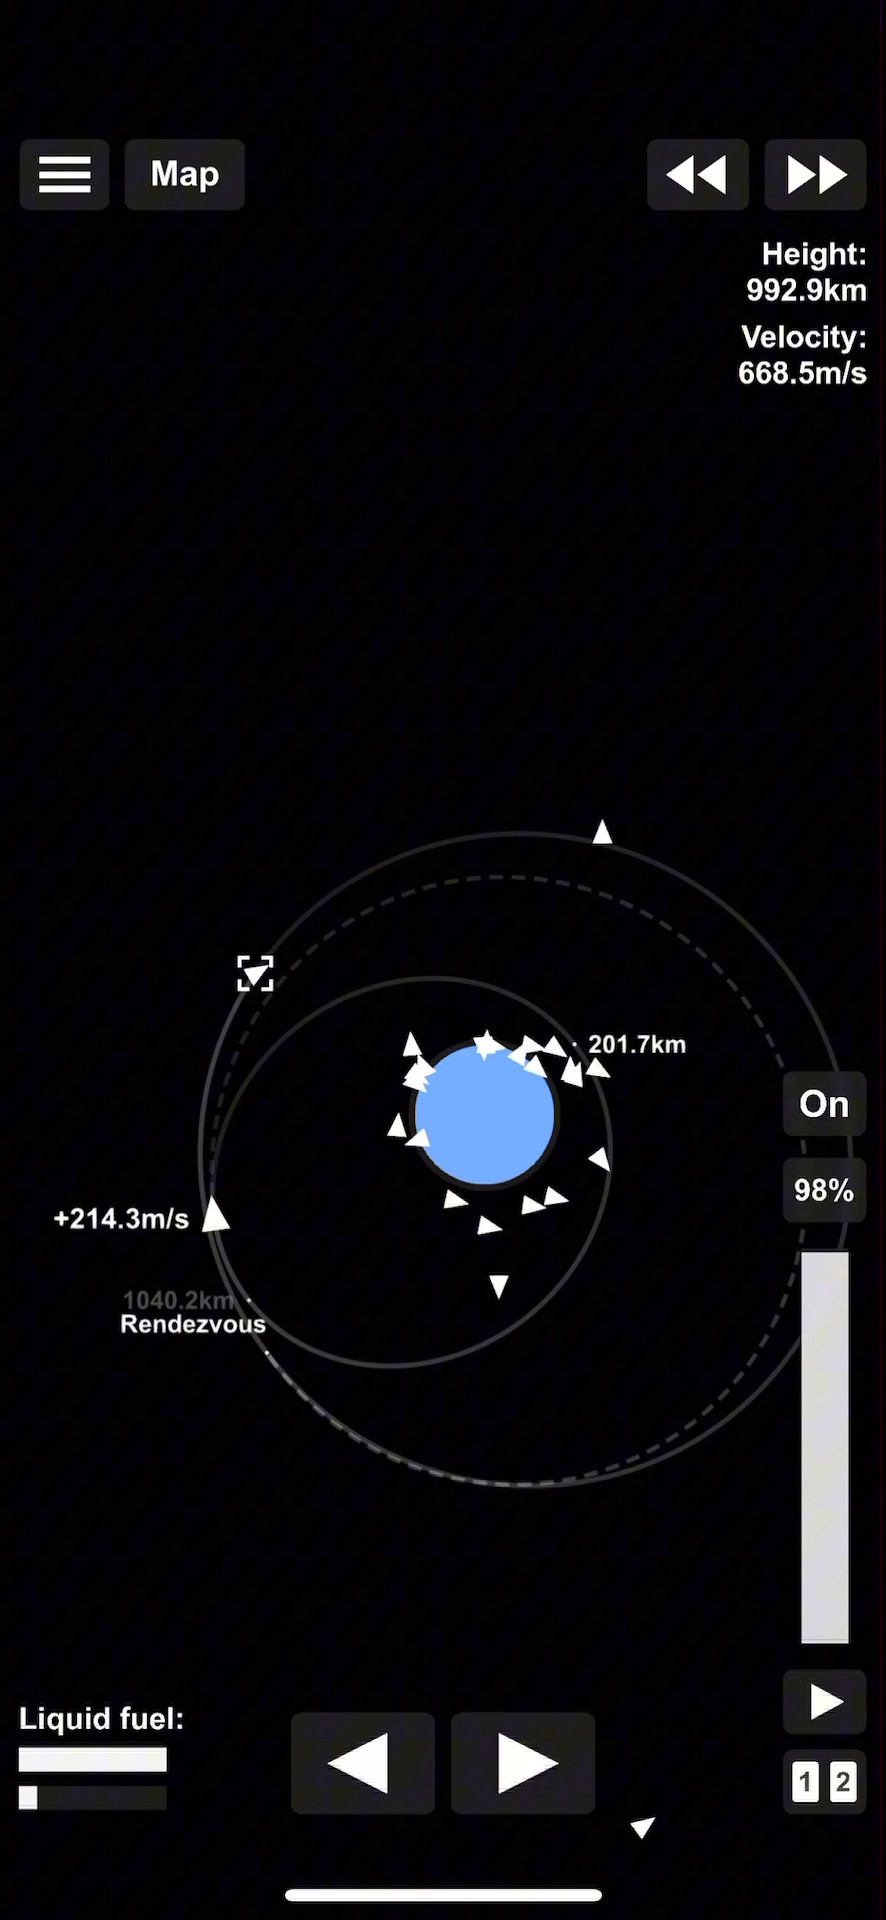 Map
Height:
992.9km
Velocity:
668.5m/s
201.7km
On
98%
+214.3m/s
1040.2km
Rendezvous
Liquid fuel:
1 2